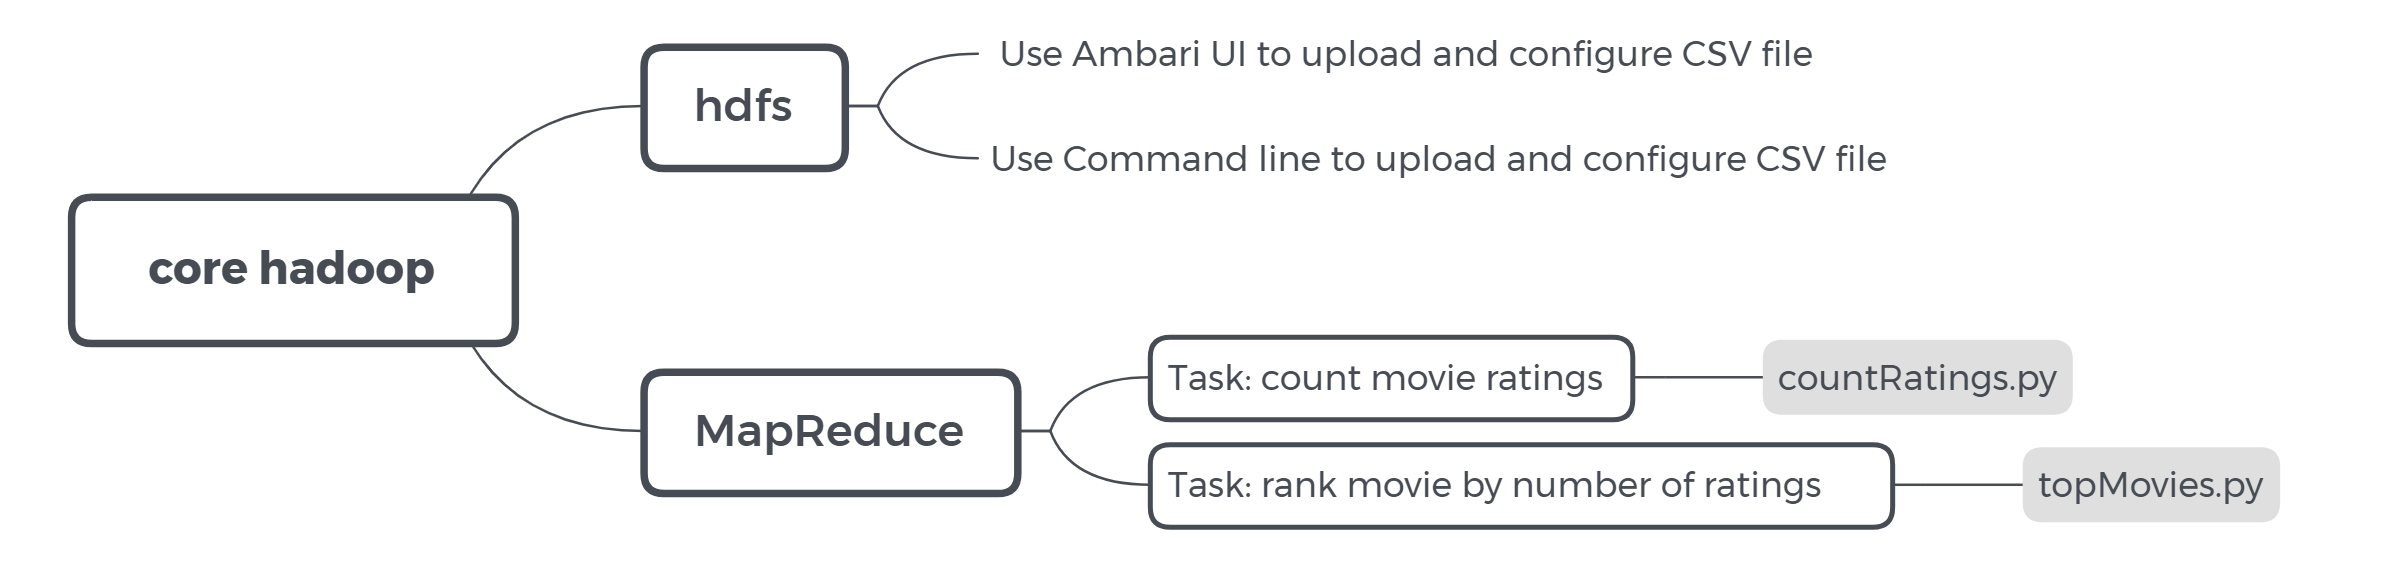 core hadoop
hdfs
Use Ambari UI to upload and configure CSV file
Use Command line to upload and configure CSV file
MapReduce
Task: count movie ratings
countRatings.py
Task: rank movie by number of ratings
topMovies.py